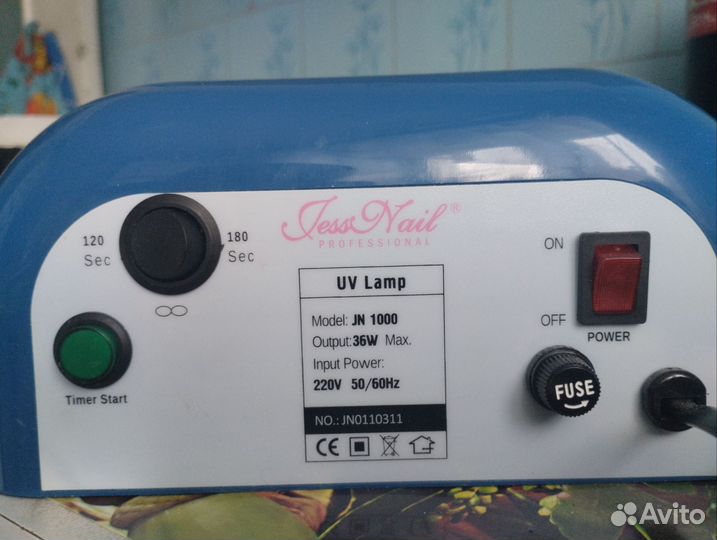 JessNail®
PROFESSIONAL
120
Sec
180
Sec
∞
Timer Start
UV Lamp
Model: JN 1000
Output:36W Max.
Input Power:
220V 50/60Hz
NO.: JN0110311
CE
ON
OFF
POWER
FUSE
Avito